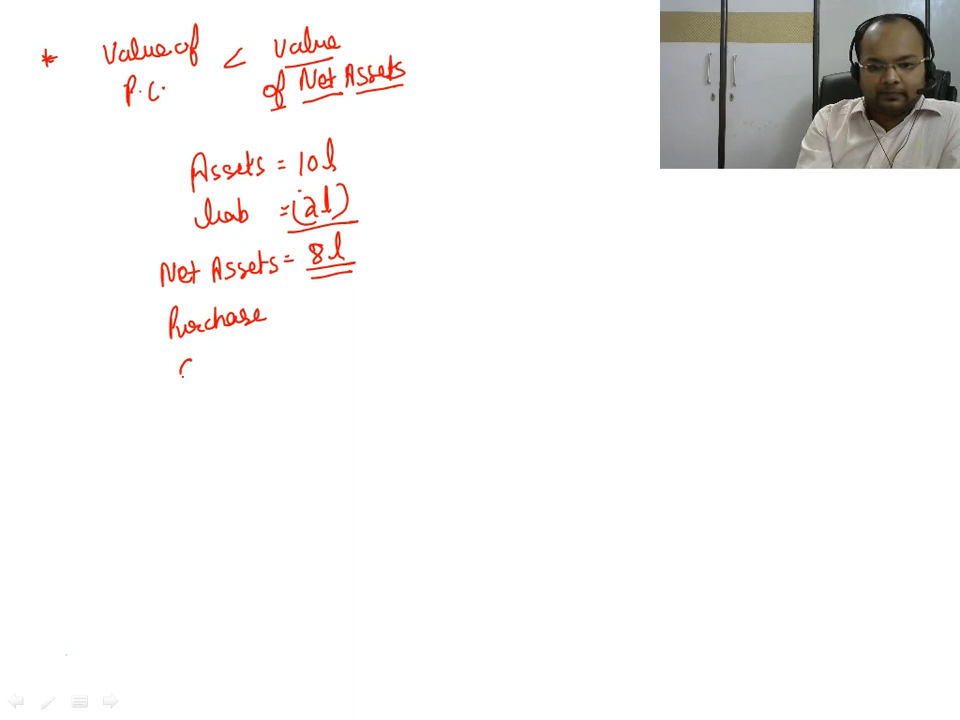 * Value of < Value
P.C. of Net Assets
Assets = 10l
Liab = (2l)
Net Assets = 8l
Purchase
C